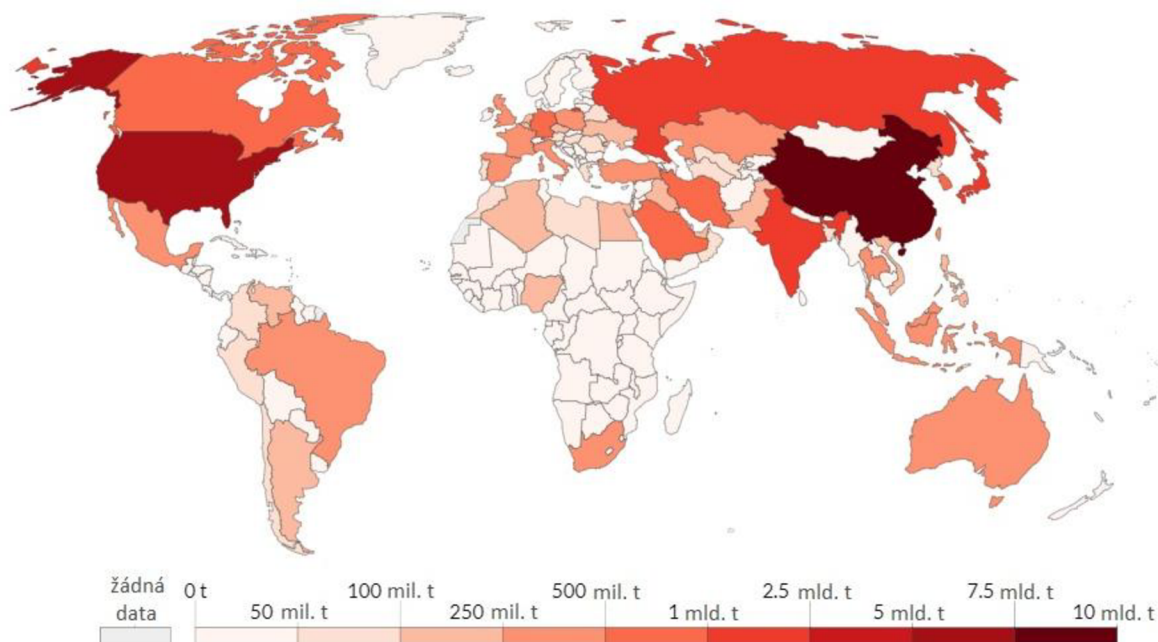 žádná data
0 t
50 mil. t
100 mil. t
250 mil. t
500 mil. t
1 mld. t
2.5 mld. t
5 mld. t
7.5 mld. t
10 mld. t